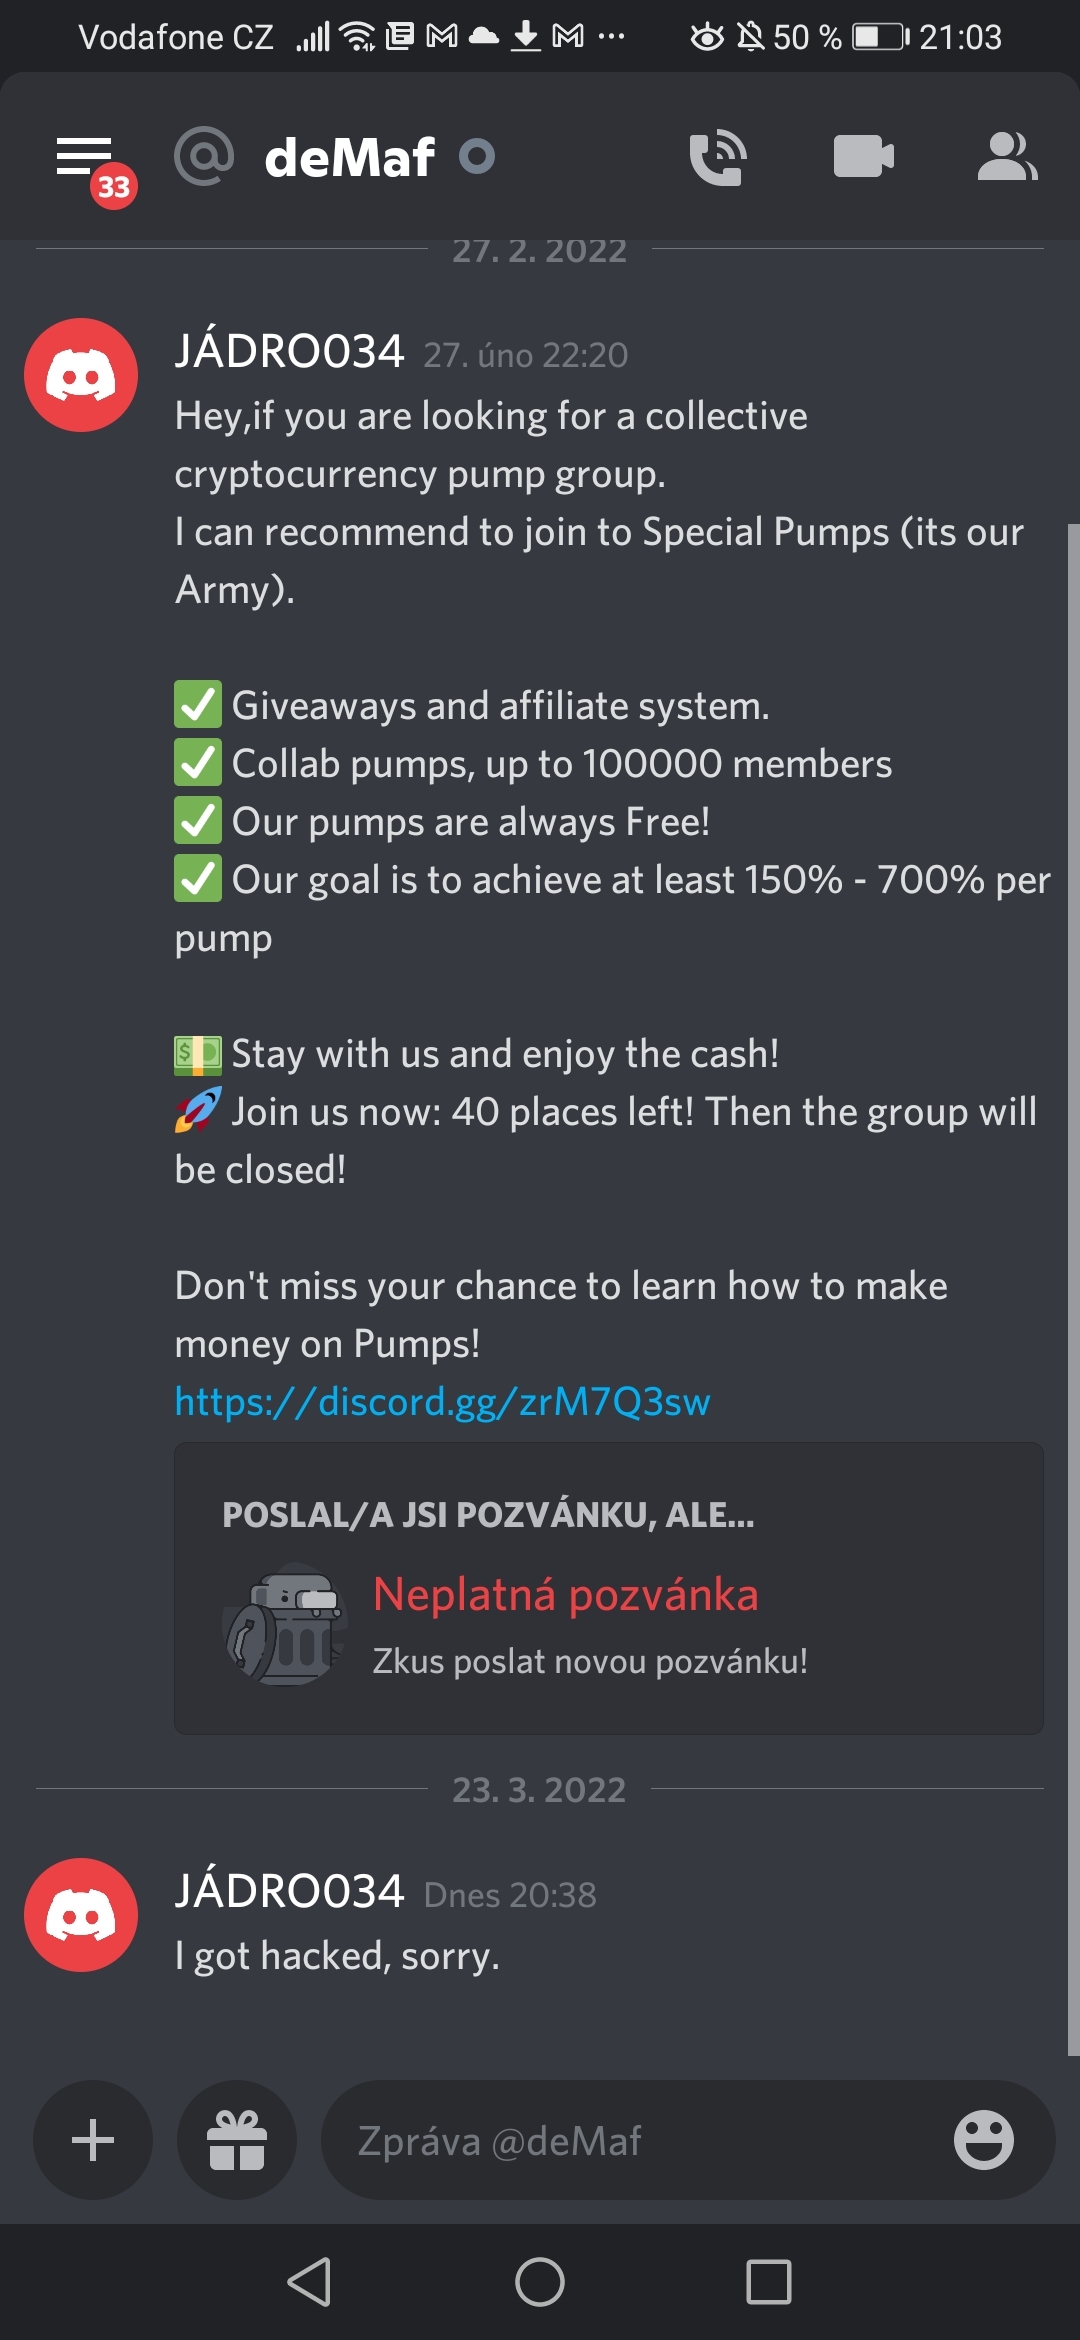 Vodafone CZ 50 % 21:03
33 deMaf
27. 2. 2022
JÁDRO034 27. úno 22:20
Hey,if you are looking for a collective
cryptocurrency pump group.
I can recommend to join to Special Pumps (its our
Army).
✅ Giveaways and affiliate system.
✅ Collab pumps, up to 100000 members
✅ Our pumps are always Free!
✅ Our goal is to achieve at least 150% - 700% per
pump
💵 Stay with us and enjoy the cash!
🚀 Join us now: 40 places left! Then the group will
be closed!
Don't miss your chance to learn how to make
money on Pumps!
https://discord.gg/zrM7Q3sw
POSLAL/A JSI POZVÁNKU, ALE...
Neplatná pozvánka
Zkus poslat novou pozvánku!
23. 3. 2022
JÁDRO034 Dnes 20:38
I got hacked, sorry.
Zpráva @deMaf